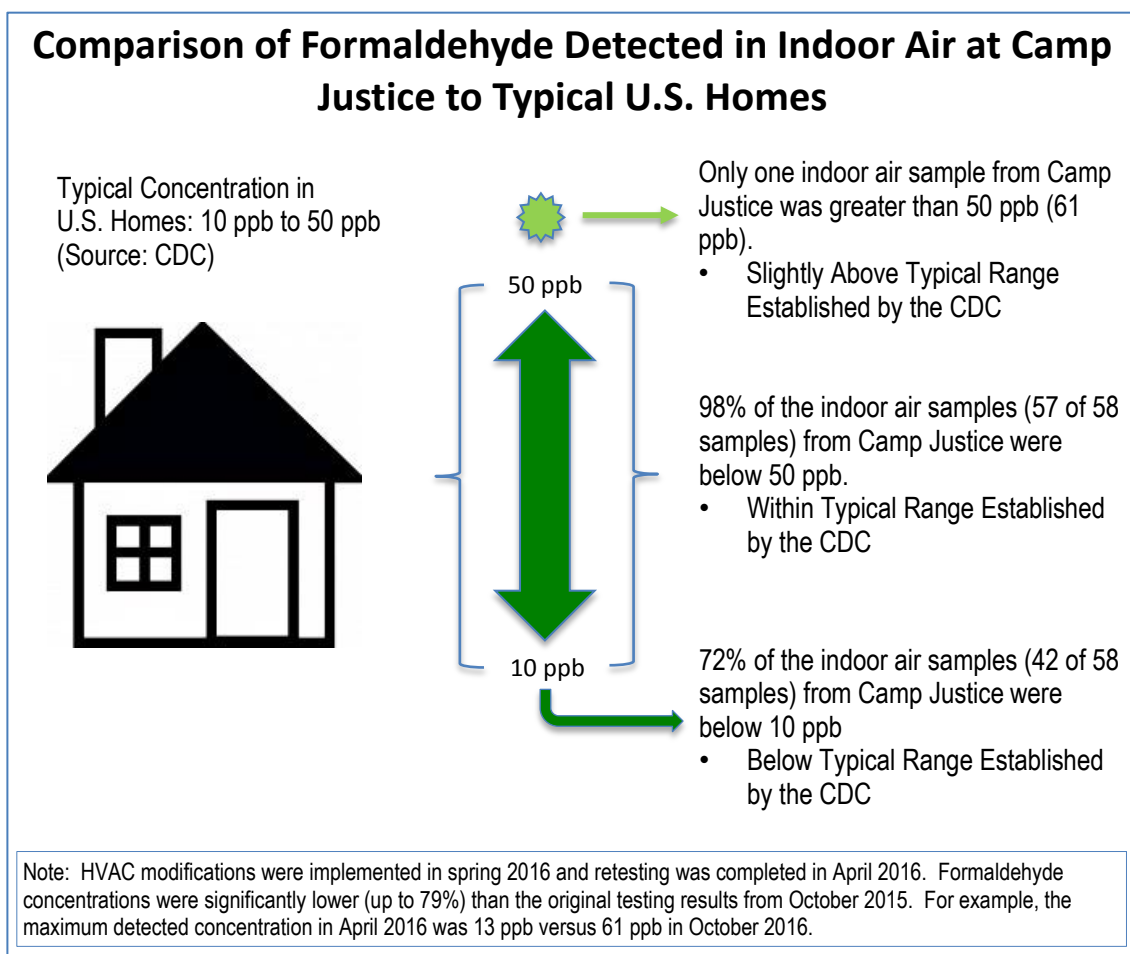 Comparison of Formaldehyde Detected in Indoor Air at Camp
Justice to Typical U.S. Homes
Typical Concentration in
U.S. Homes: 10 ppb to 50 ppb
(Source: CDC)
Only one indoor air sample from Camp
Justice was greater than 50 ppb (61
ppb).
• Slightly Above Typical Range
Established by the CDC
50 ppb
98% of the indoor air samples (57 of 58
samples) from Camp Justice were
below 50 ppb.
• Within Typical Range Established
by the CDC
10 ppb
72% of the indoor air samples (42 of 58
samples) from Camp Justice were
below 10 ppb
• Below Typical Range Established
by the CDC
Note: HVAC modifications were implemented in spring 2016 and retesting was completed in April 2016. Formaldehyde
concentrations were significantly lower (up to 79%) than the original testing results from October 2015. For example, the
maximum detected concentration in April 2016 was 13 ppb versus 61 ppb in October 2016.